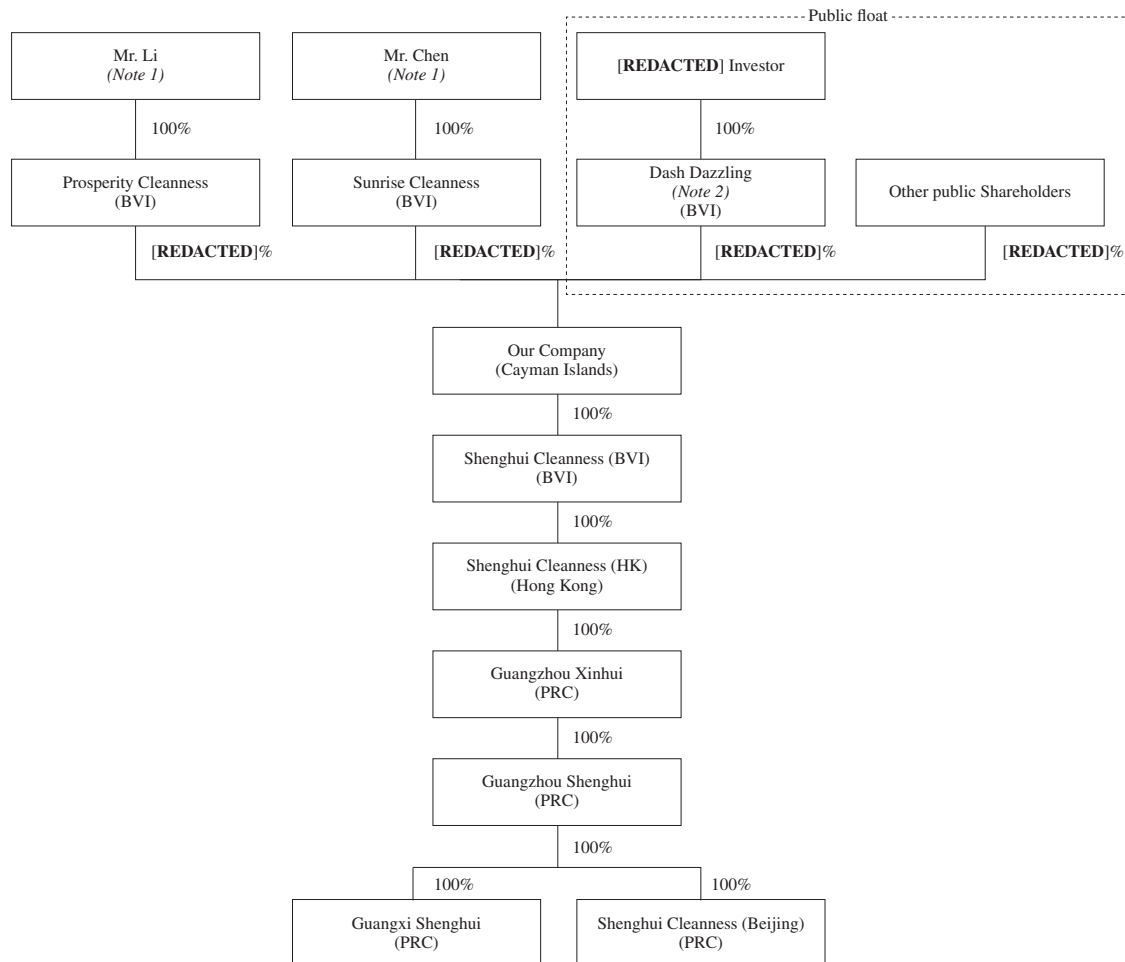 Public float
Mr. Li
(Note 1)
Mr. Chen
(Note 1)
[REDACTED] Investor
100%
100%
100%
Prosperity Cleanness
(BVI)
Sunrise Cleanness
(BVI)
Dash Dazzling
(Note 2)
(BVI)
Other public Shareholders
[REDACTED]%
[REDACTED]%
[REDACTED]%
[REDACTED]%
Our Company
(Cayman Islands)
100%
Shenghui Cleanness (BVI)
(BVI)
100%
Shenghui Cleanness (HK)
(Hong Kong)
100%
Guangzhou Xinhui
(PRC)
100%
Guangzhou Shenghui
(PRC)
100%
100%
100%
Guangxi Shenghui
(PRC)
Shenghui Cleanness (Beijing)
(PRC)